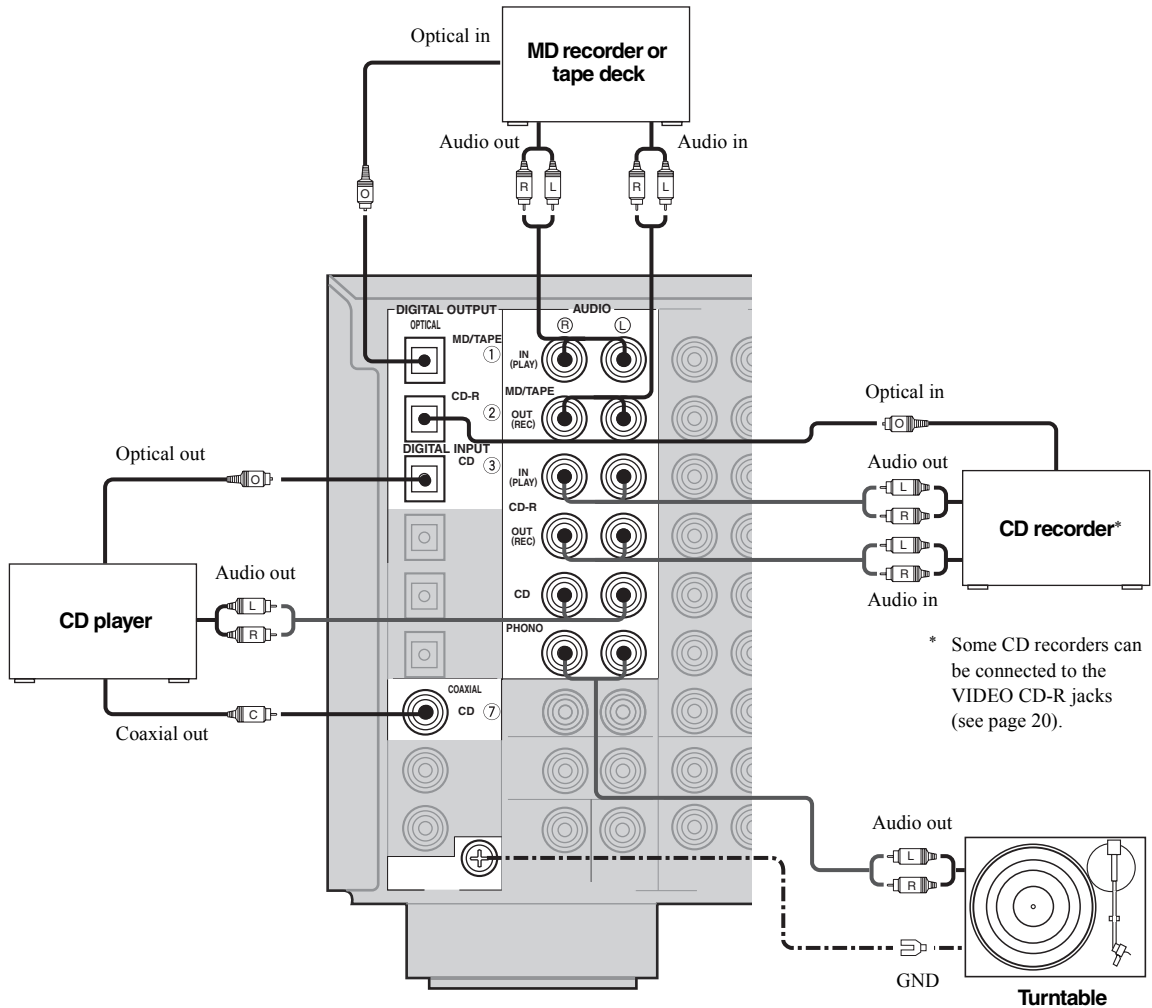 Optical in
MD recorder or
tape deck
Audio out
Audio in
R
L
R
L
O
DIGITAL OUTPUT
OPTICAL
MD/TAPE
①
CD-R
②
DIGITAL INPUT
CD ③
AUDIO
Ⓡ
Ⓛ
IN
(PLAY)
MD/TAPE
OUT
(REC)
IN
(PLAY)
CD-R
OUT
(REC)
CD
PHONO
COAXIAL
CD ⑦
Optical out
O
Audio out
L
R
CD player
C
Coaxial out
Optical in
O
Audio out
L
R
CD recorder*
L
R
Audio in
* Some CD recorders can
be connected to the
VIDEO CD-R jacks
(see page 20).
Audio out
L
R
GND
Turntable